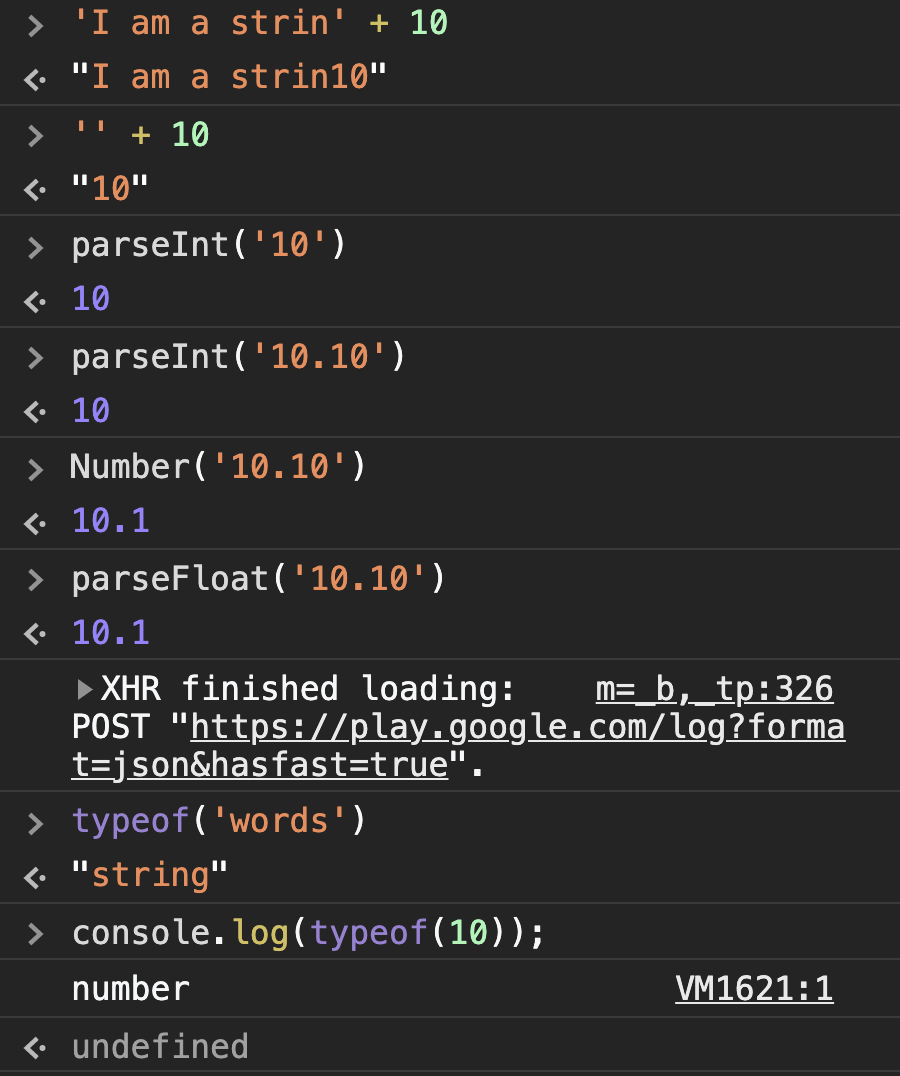 > 'I am a strin' + 10
"I am a strin10"
> '' + 10
"10"
> parseInt('10')
10
> parseInt('10.10')
10
> Number('10.10')
10.1
> parseFloat('10.10')
10.1
XHR finished loading: m=_b,_tp:326
POST "https://play.google.com/log?forma
t=json&hasfast=true".
> typeof('words')
"string"
> console.log(typeof(10));
number VM1621:1
undefined